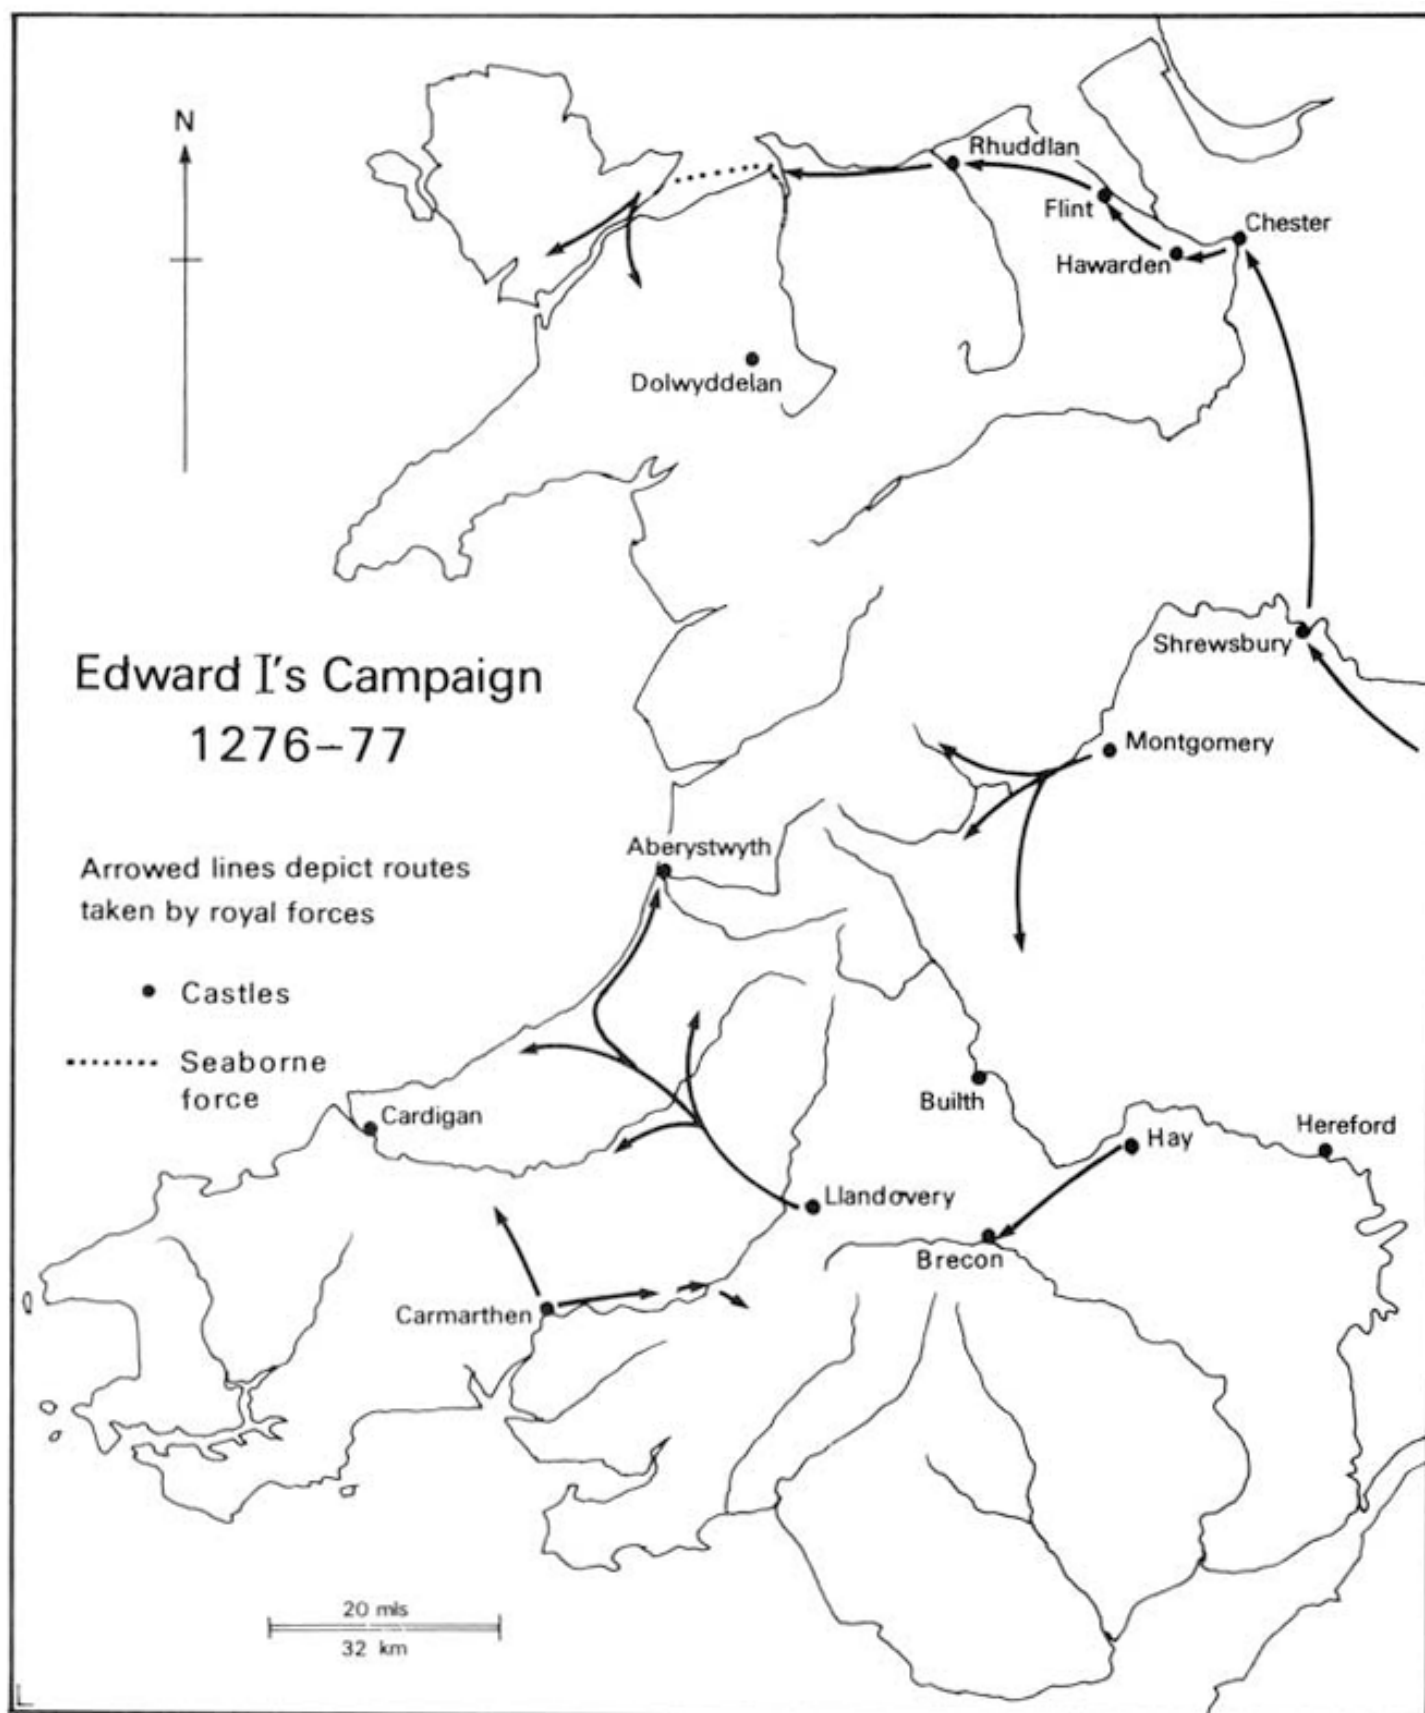 N
Rhuddlan
Flint
Chester
Hawarden
Dolwyddelan
Shrewsbury
Edward I's Campaign
1276–77
Montgomery
Aberystwyth
Arrowed lines depict routes
taken by royal forces
Castles
Seaborne
force
Cardigan
Builth
Hay
Hereford
Llandovery
Brecon
Carmarthen
20 mls
32 km